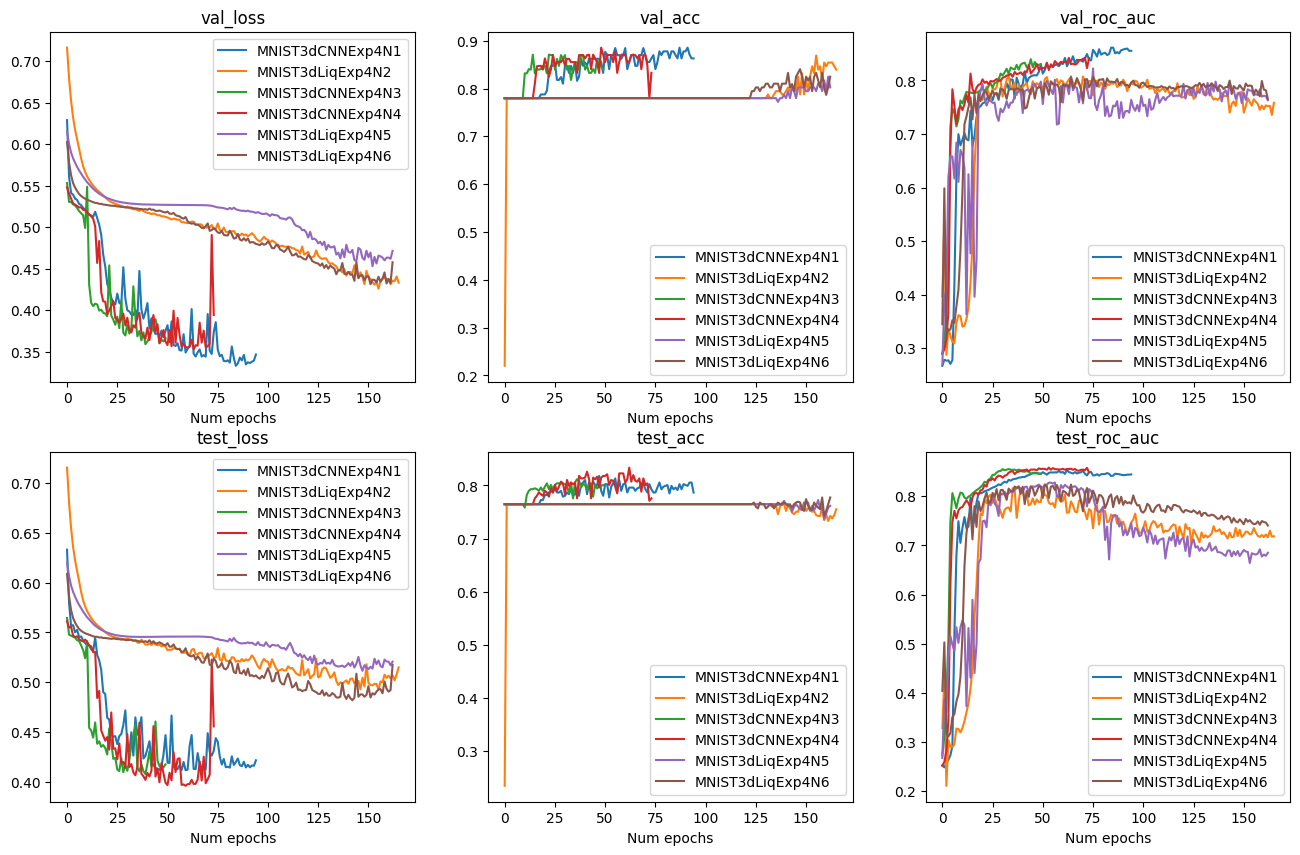 val_loss
0.70
0.65
0.60
0.55
0.50
0.45
0.40
0.35
0
25
50
75
100
125
150
Num epochs
MNIST3dCNNExp4N1
MNIST3dLiqExp4N2
MNIST3dCNNExp4N3
MNIST3dCNNExp4N4
MNIST3dLiqExp4N5
MNIST3dLiqExp4N6
val_acc
0.9
0.8
0.7
0.6
0.5
0.4
0.3
0.2
0
25
50
75
100
125
150
Num epochs
MNIST3dCNNExp4N1
MNIST3dLiqExp4N2
MNIST3dCNNExp4N3
MNIST3dCNNExp4N4
MNIST3dLiqExp4N5
MNIST3dLiqExp4N6
val_roc_auc
0.8
0.7
0.6
0.5
0.4
0.3
0
25
50
75
100
125
150
Num epochs
MNIST3dCNNExp4N1
MNIST3dLiqExp4N2
MNIST3dCNNExp4N3
MNIST3dCNNExp4N4
MNIST3dLiqExp4N5
MNIST3dLiqExp4N6
test_loss
0.70
0.65
0.60
0.55
0.50
0.45
0.40
0
25
50
75
100
125
150
Num epochs
MNIST3dCNNExp4N1
MNIST3dLiqExp4N2
MNIST3dCNNExp4N3
MNIST3dCNNExp4N4
MNIST3dLiqExp4N5
MNIST3dLiqExp4N6
test_acc
0.8
0.7
0.6
0.5
0.4
0.3
0
25
50
75
100
125
150
Num epochs
MNIST3dCNNExp4N1
MNIST3dLiqExp4N2
MNIST3dCNNExp4N3
MNIST3dCNNExp4N4
MNIST3dLiqExp4N5
MNIST3dLiqExp4N6
test_roc_auc
0.8
0.7
0.6
0.5
0.4
0.3
0.2
0
25
50
75
100
125
150
Num epochs
MNIST3dCNNExp4N1
MNIST3dLiqExp4N2
MNIST3dCNNExp4N3
MNIST3dCNNExp4N4
MNIST3dLiqExp4N5
MNIST3dLiqExp4N6